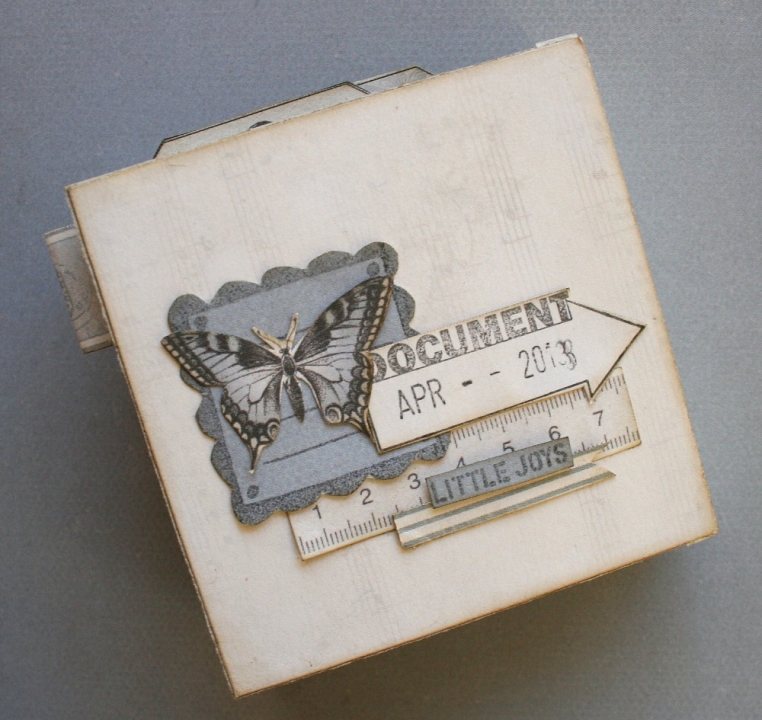 DOCUMENT
APR - - 2013
1 2 3 4 5 6 7
LITTLE JOYS